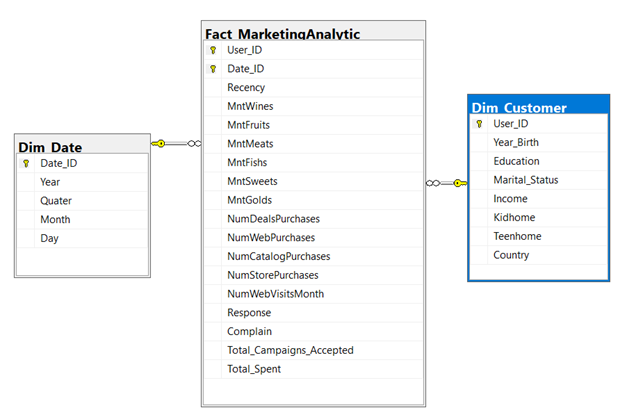 Dim_Date
Date_ID
Year
Quater
Month
Day
Fact_MarketingAnalytic
User_ID
Date_ID
Recency
MntWines
MntFruits
MntMeats
MntFishs
MntSweets
MntGolds
NumDealsPurchases
NumWebPurchases
NumCatalogPurchases
NumStorePurchases
NumWebVisitsMonth
Response
Complain
Total_Campaigns_Accepted
Total_Spent
Dim_Customer
User_ID
Year_Birth
Education
Marital_Status
Income
Kidhome
Teenhome
Country